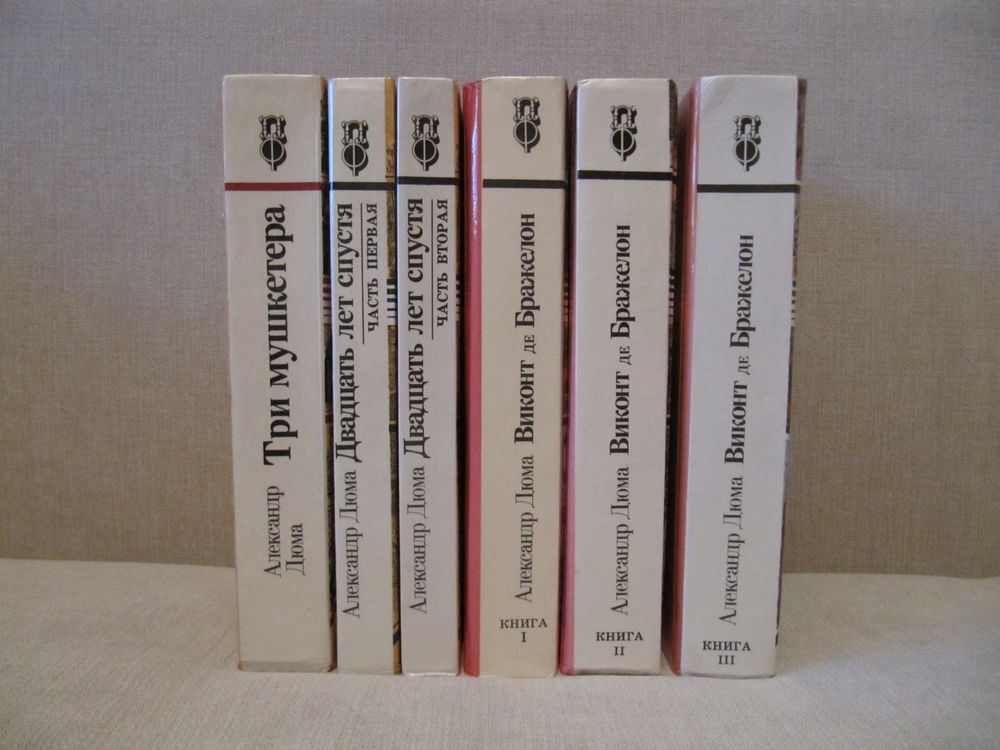 Александр
Дюма
Три мушкетера
Александр Дюма Двадцать лет спустя
ЧАСТЬ ПЕРВАЯ
Александр Дюма Двадцать лет спустя
ЧАСТЬ ВТОРАЯ
Александр Дюма Виконт де Бражелон
КНИГА
I
Александр Дюма Виконт де Бражелон
КНИГА
II
Александр Дюма Виконт де Бражелон
КНИГА
III